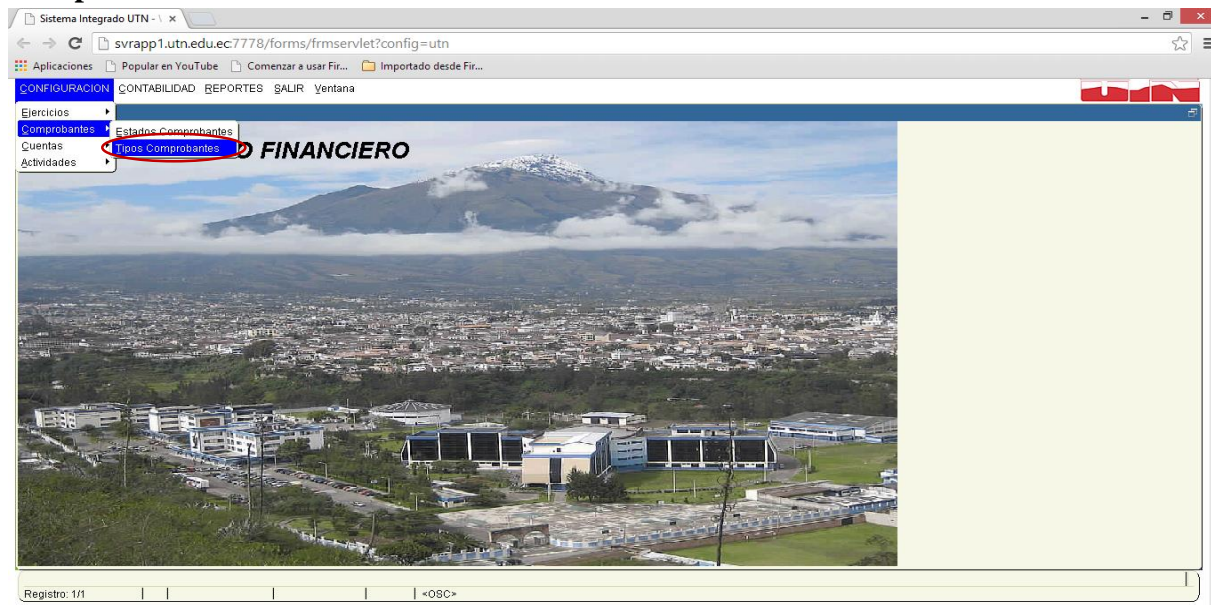 Sistema Integrado UTN - \ ×
svrapp1.utn.edu.ec:7778/forms/frmservlet?config=utn
Aplicaciones Popular en YouTube Comenzar a usar Fir... Importado desde Fir...
CONFIGURACION CONTABILIDAD REPORTES SALIR Ventana
UTN
Ejercicios
Comprobantes Estados Comprobantes
Cuentas Tipos Comprobantes O FINANCIERO
Actividades
Registro: 1/1 <OSC>